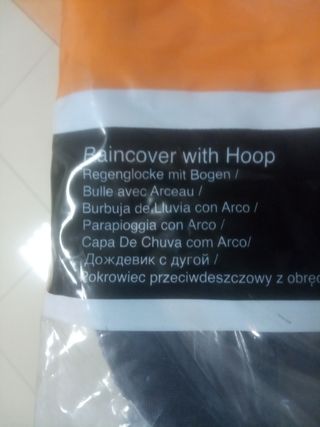 Raincover with Hoop
Regenglocke mit Bogen /
Bulle avec Arceau /
Burbuja de Lluvia con Arco /
Parapioggia con Arco /
Capa De Chuva com Arco/
Дождевик с дугой /
Pokrowiec przeciwdeszczowy z